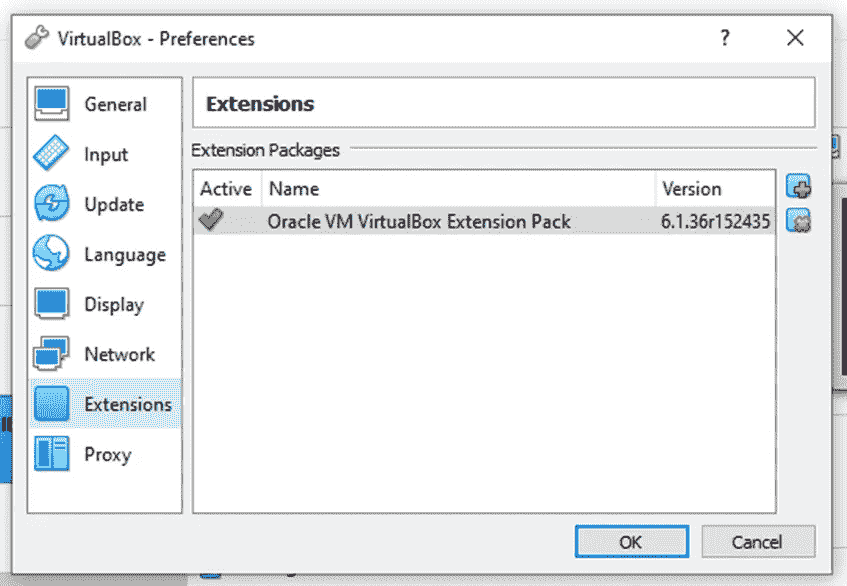 VirtualBox - Preferences
?
General
Input
Update
Language
Display
Network
Extensions
Proxy
Extensions
Extension Packages
Active Name Version
Oracle VM VirtualBox Extension Pack 6.1.36r152435
OK Cancel